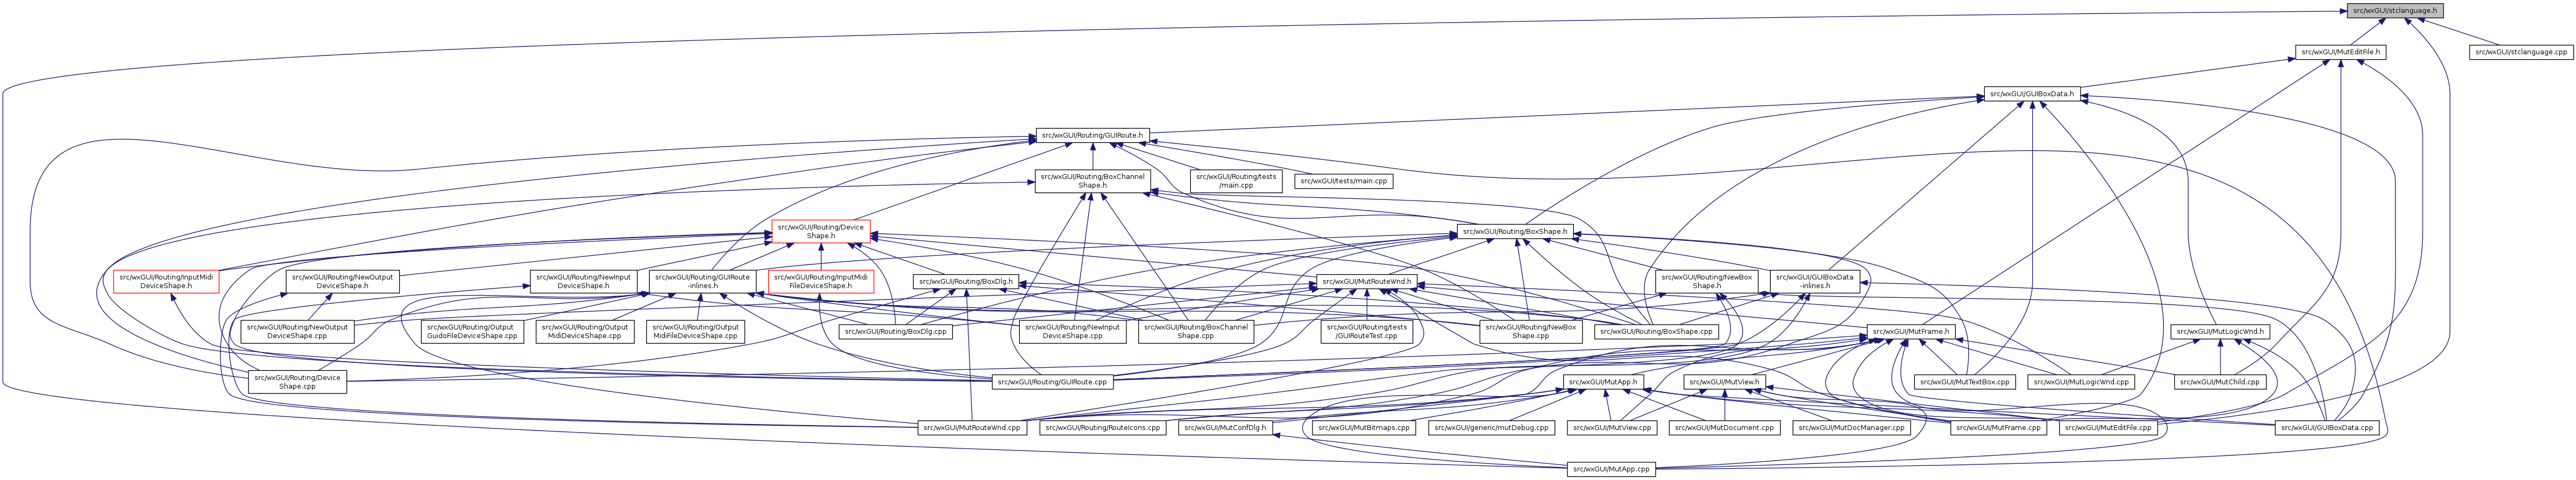 src/wxGUI/stclanguage.h
src/wxGUI/MutEditFile.h
src/wxGUI/stclanguage.cpp
src/wxGUI/GUIBoxData.h
src/wxGUI/Routing/GUIRoute.h
src/wxGUI/Routing/BoxChannel
Shape.h
src/wxGUI/Routing/tests
/main.cpp
src/wxGUI/tests/main.cpp
src/wxGUI/Routing/Device
Shape.h
src/wxGUI/Routing/BoxShape.h
src/wxGUI/Routing/InputMidi
DeviceShape.h
src/wxGUI/Routing/NewOutput
DeviceShape.h
src/wxGUI/Routing/NewInput
DeviceShape.h
src/wxGUI/Routing/GUIRoute
-inlines.h
src/wxGUI/Routing/InputMidi
FileDeviceShape.h
src/wxGUI/Routing/BoxDlg.h
src/wxGUI/MutRouteWnd.h
src/wxGUI/Routing/NewBox
Shape.h
src/wxGUI/GUIBoxData
-inlines.h
src/wxGUI/Routing/NewOutput
DeviceShape.cpp
src/wxGUI/Routing/Output
GuidoFileDeviceShape.cpp
src/wxGUI/Routing/Output
MidiDeviceShape.cpp
src/wxGUI/Routing/Output
MidiFileDeviceShape.cpp
src/wxGUI/Routing/BoxDlg.cpp
src/wxGUI/Routing/NewInput
DeviceShape.cpp
src/wxGUI/Routing/BoxChannel
Shape.cpp
src/wxGUI/Routing/tests
/GUIRouteTest.cpp
src/wxGUI/Routing/NewBox
Shape.cpp
src/wxGUI/Routing/BoxShape.cpp
src/wxGUI/MutFrame.h
src/wxGUI/MutLogicWnd.h
src/wxGUI/Routing/Device
Shape.cpp
src/wxGUI/Routing/GUIRoute.cpp
src/wxGUI/MutApp.h
src/wxGUI/MutView.h
src/wxGUI/MutTextBox.cpp
src/wxGUI/MutLogicWnd.cpp
src/wxGUI/MutChild.cpp
src/wxGUI/MutRouteWnd.cpp
src/wxGUI/Routing/RouteIcons.cpp
src/wxGUI/MutConfDlg.h
src/wxGUI/MutBitmaps.cpp
src/wxGUI/generic/mutDebug.cpp
src/wxGUI/MutView.cpp
src/wxGUI/MutDocument.cpp
src/wxGUI/MutDocManager.cpp
src/wxGUI/MutFrame.cpp
src/wxGUI/MutEditFile.cpp
src/wxGUI/GUIBoxData.cpp
src/wxGUI/MutApp.cpp